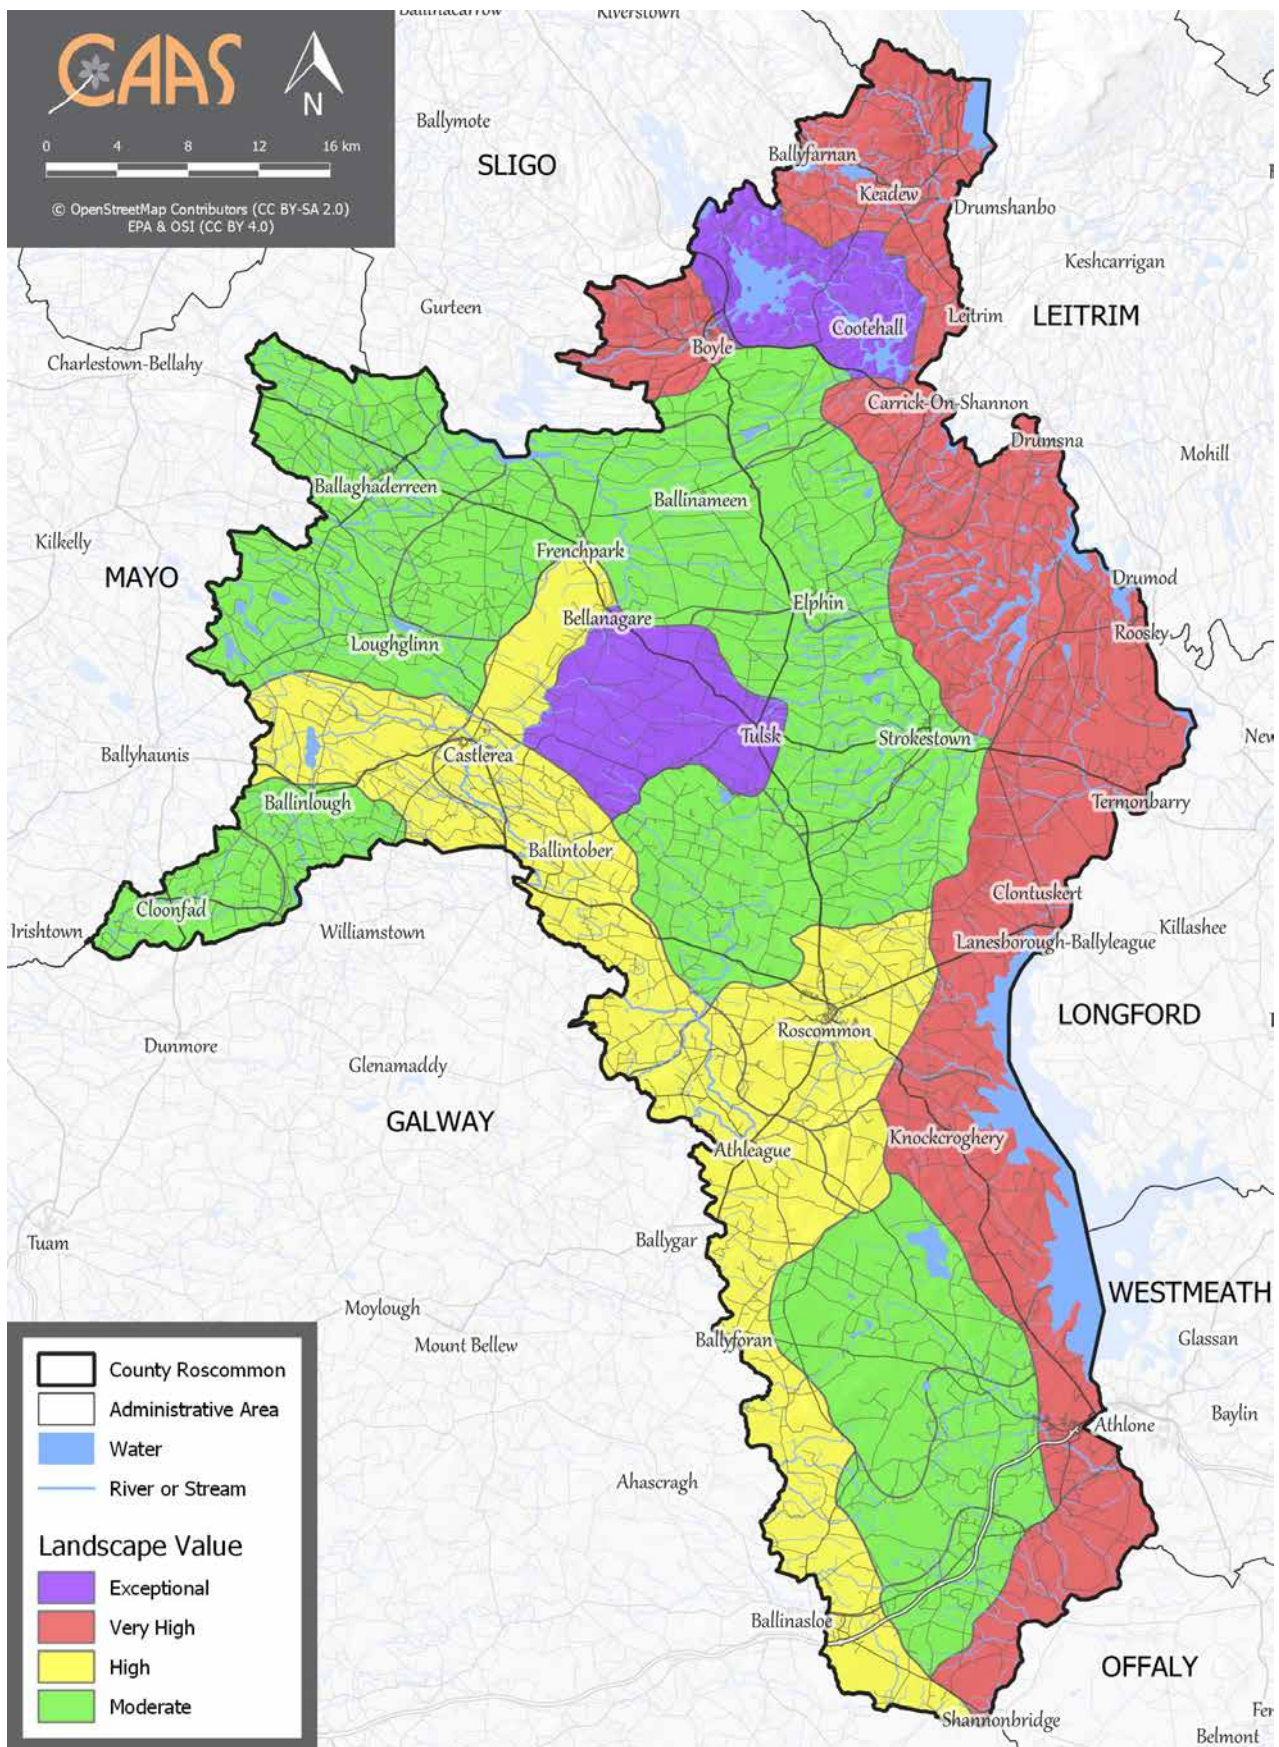 Ballinacarrow
Riverstown
CAAS
N
0 4 8 12 16 km
© OpenStreetMap Contributors (CC BY-SA 2.0)
EPA & OSI (CC BY 4.0)
Ballymote
SLIGO
Ballyfarnan
Keadew
Drumshanbo
Keshcarrigan
Gurteen
Cootehall
Leitrim
LEITRIM
Charlestown-Bellahy
Boyle
Carrick-On-Shannon
Drumsna
Mohill
Ballaghaderreen
Ballinameen
Kilkelly
Frenchpark
MAYO
Drumod
Elphin
Bellanagare
Roosky
Loughglinn
Tulsk
Strokestown
Ballyhaunis
Castlerea
Ballinlough
Termonbarry
Ballintober
Clontuskert
Cloonfad
Irishtown
Williamstown
Killashee
Lanesborough-Ballyleague
LONGFORD
Roscommon
Dunmore
Glenamaddy
GALWAY
Knockcroghery
Athleague
Tuam
Ballygar
WESTMEATH
Moylough
Mount Bellew
Ballyforan
Glassan
Baylin
Athlone
Ahascragh
Ballinasloe
OFFALY
Shannonbridge
Belmont
County Roscommon
Administrative Area
Water
River or Stream
Landscape Value
Exceptional
Very High
High
Moderate